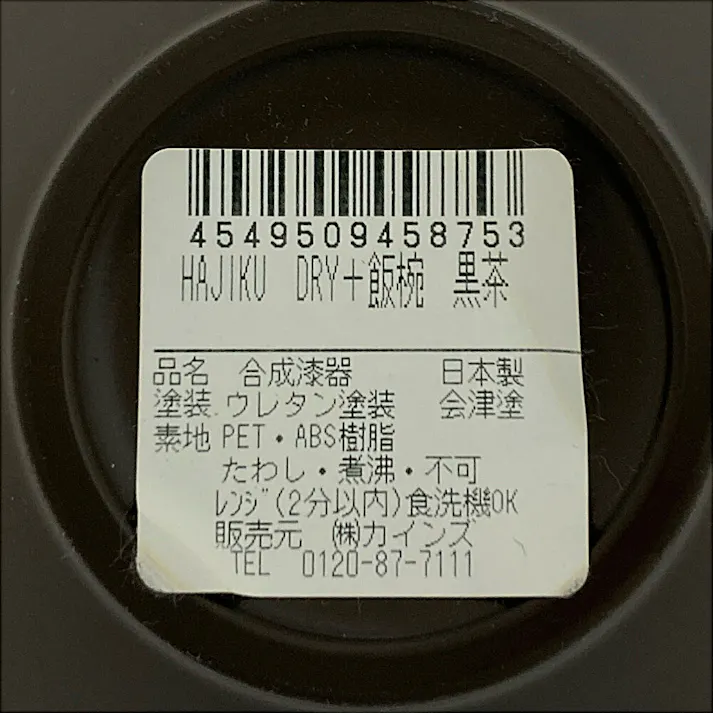 4549509458753
HAJIKU DRY+飯椀 黒茶
品名 合成漆器 日本製
塗装 ウレタン塗装 会津塗
素地 PET・ABS樹脂
たわし・煮沸・不可
ﾚﾝｼﾞ(2分以内)食洗機OK
販売元 ㈱カインズ
TEL 0120-87-7111